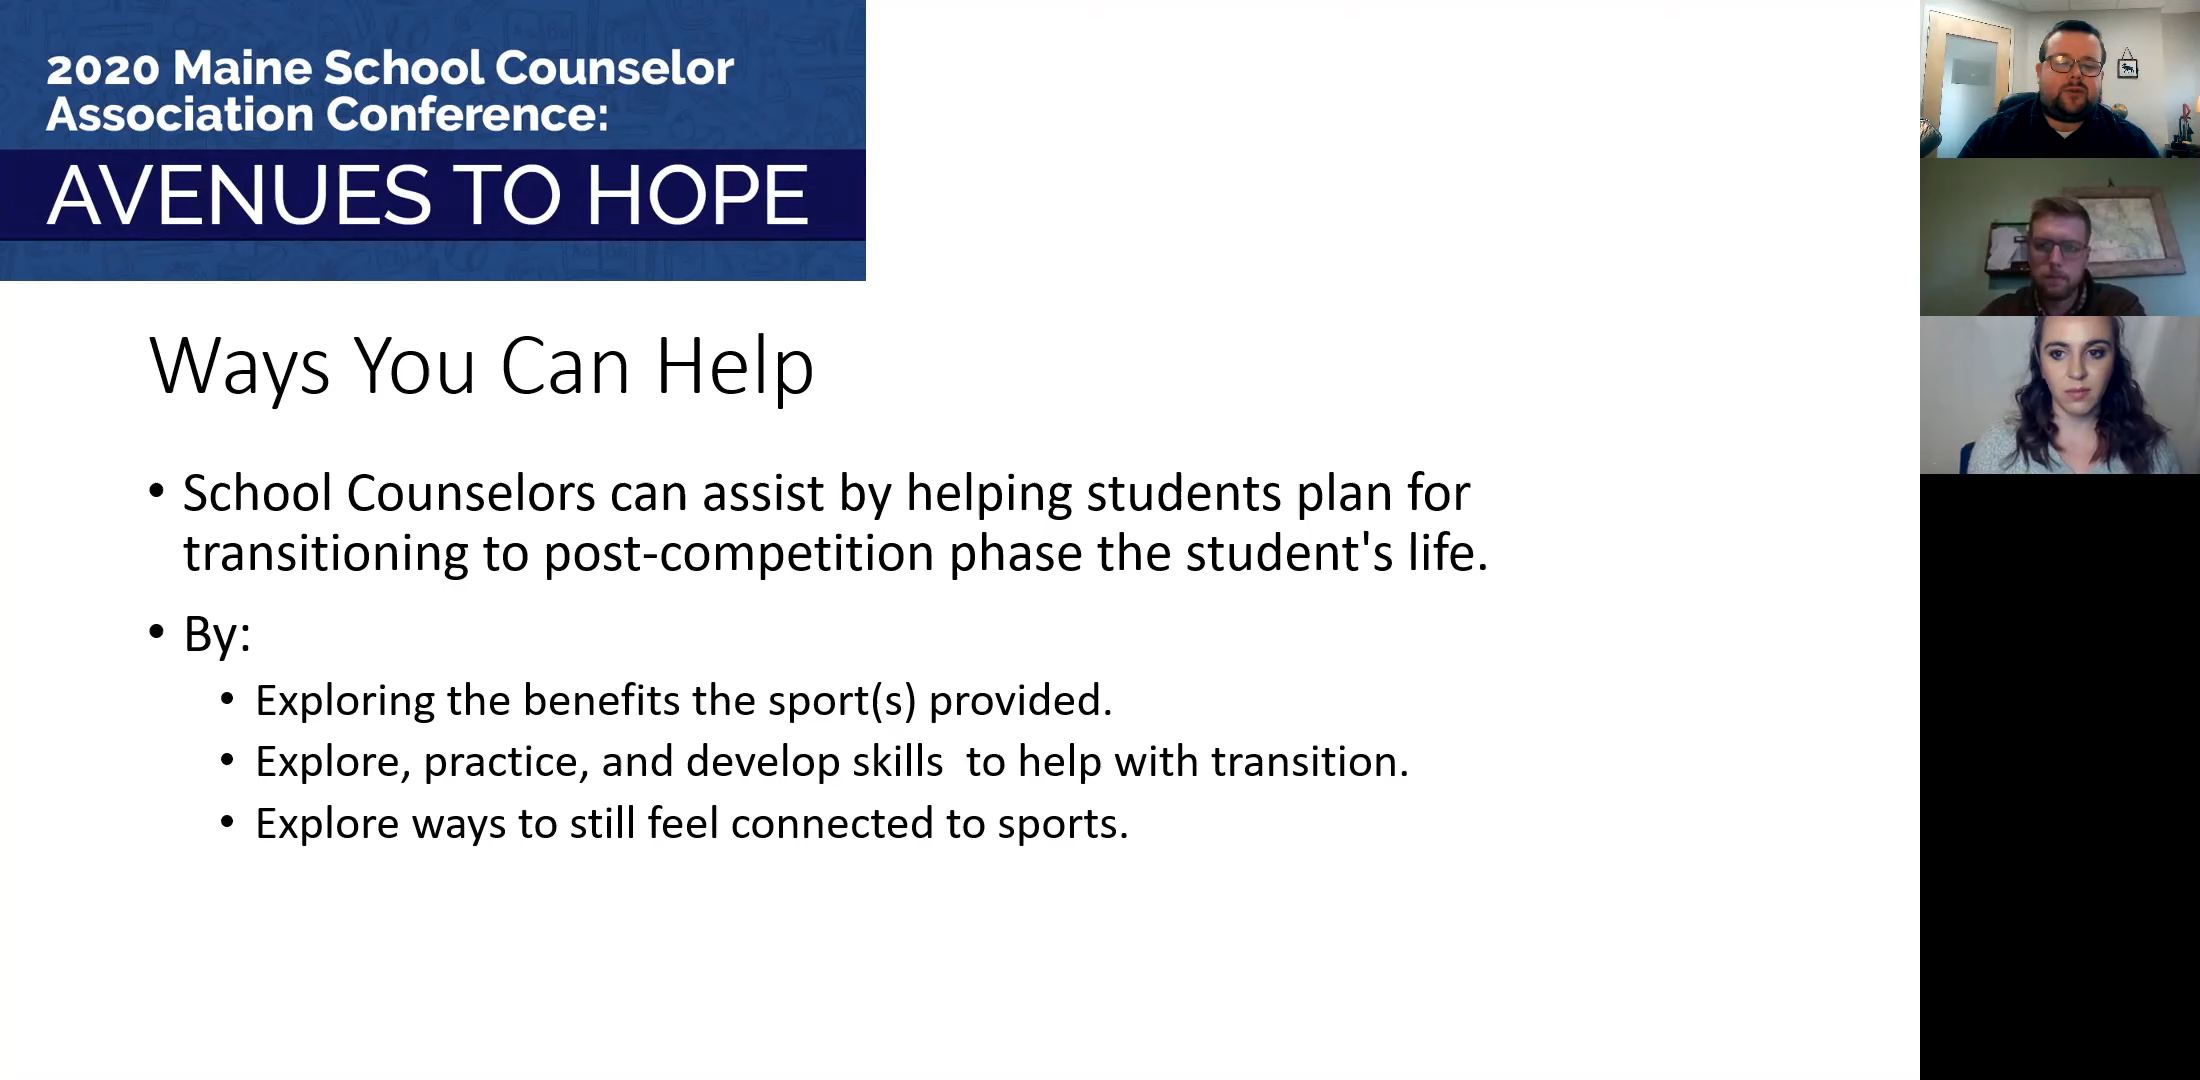 2020 Maine School Counselor
Association Conference:
AVENUES TO HOPE
Ways You Can Help
• School Counselors can assist by helping students plan for
transitioning to post-competition phase the student's life.
• By:
• Exploring the benefits the sport(s) provided.
• Explore, practice, and develop skills  to help with transition.
• Explore ways to still feel connected to sports.